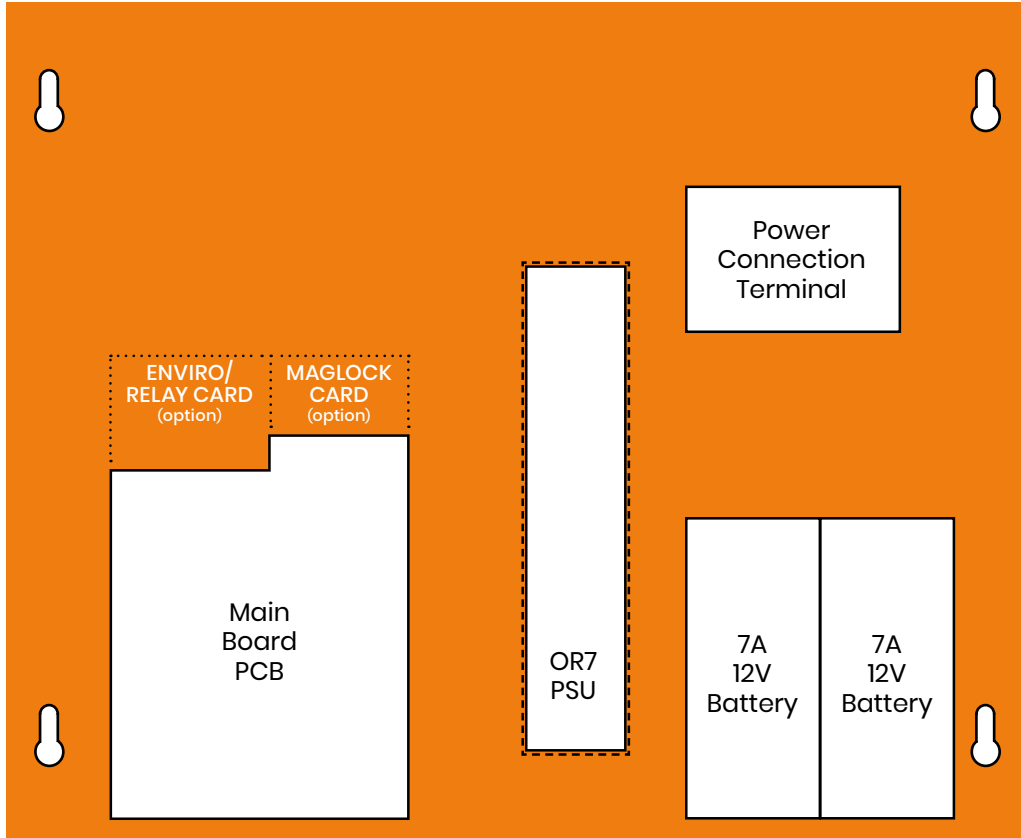 Power
Connection
Terminal
ENVIRO/
RELAY CARD
(option)
MAGLOCK
CARD
(option)
Main
Board
PCB
OR7
PSU
7A
12V
Battery
7A
12V
Battery